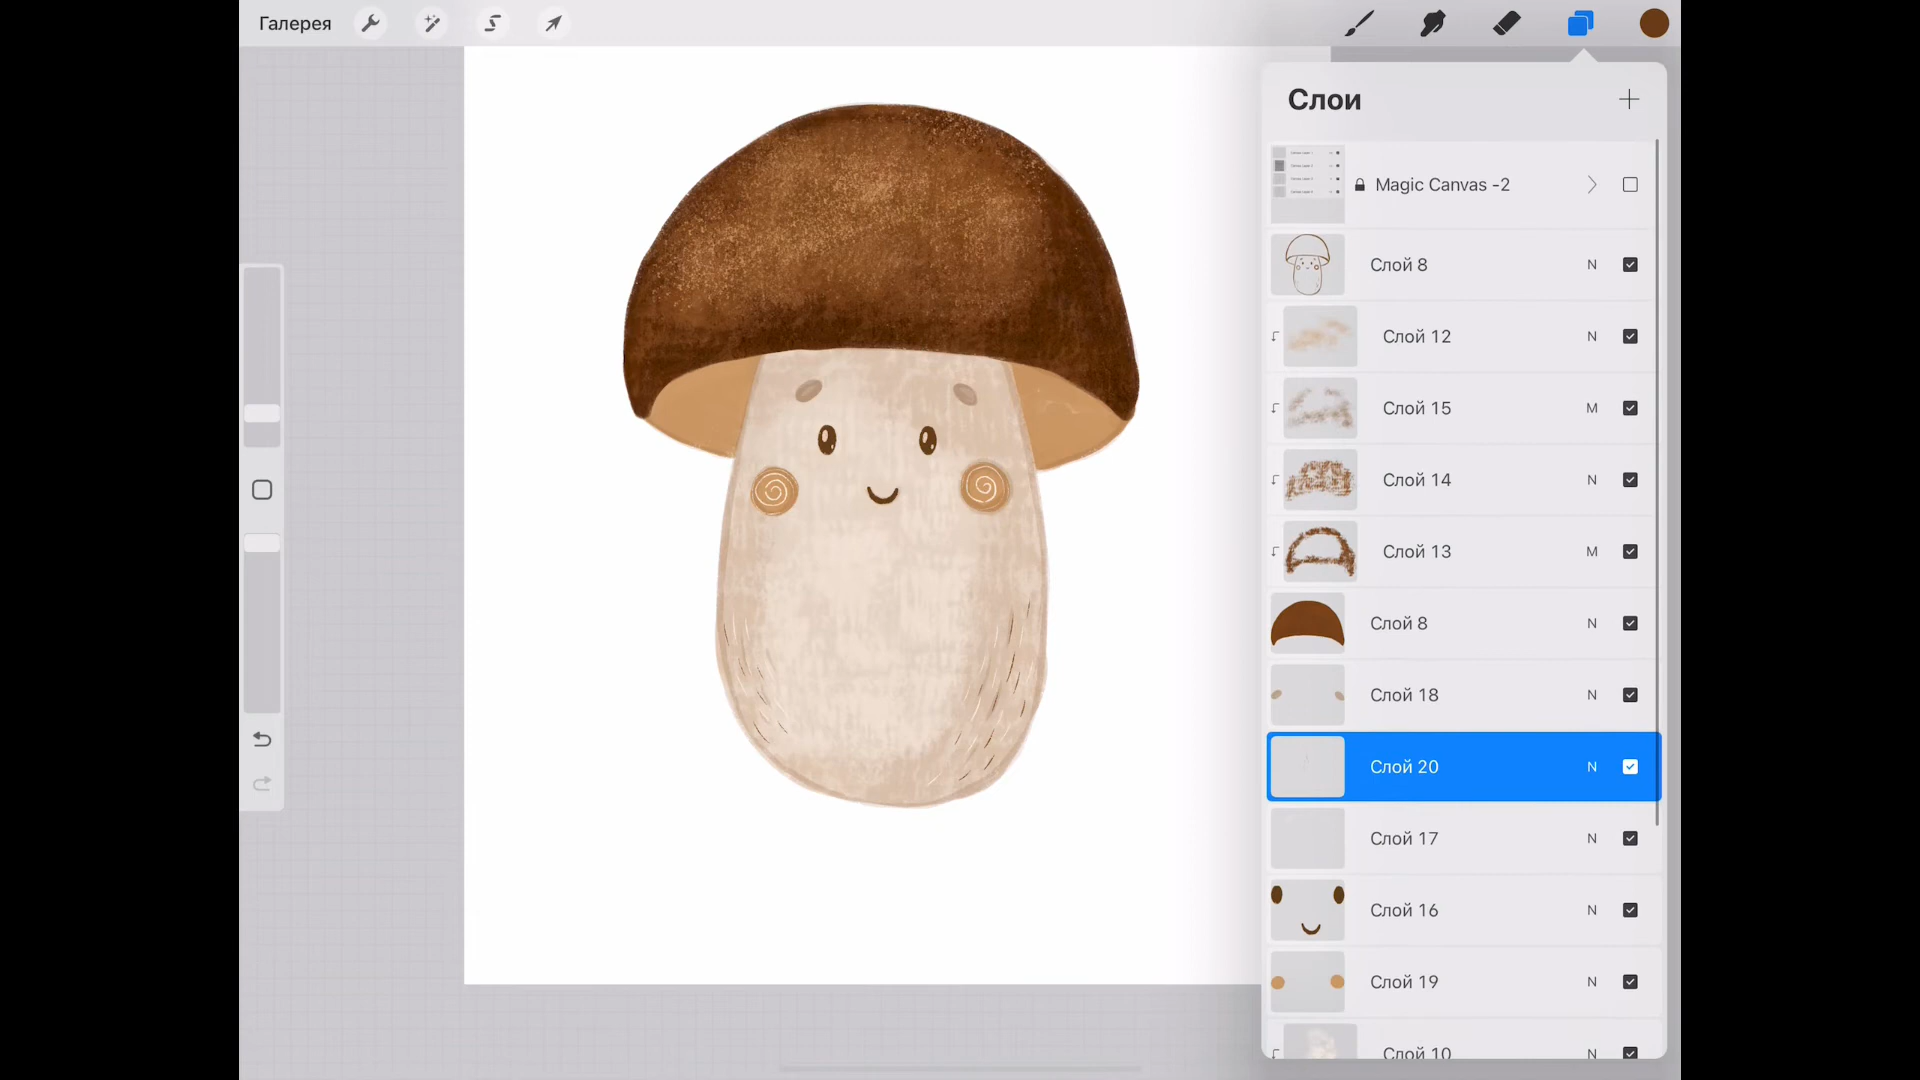 Галерея
Слои
Magic Canvas -2
Слой 8 N
Слой 12 N
Слой 15 M
Слой 14 N
Слой 13 M
Слой 8 N
Слой 18 N
Слой 20 N
Слой 17 N
Слой 16 N
Слой 19 N
Слой 10 N